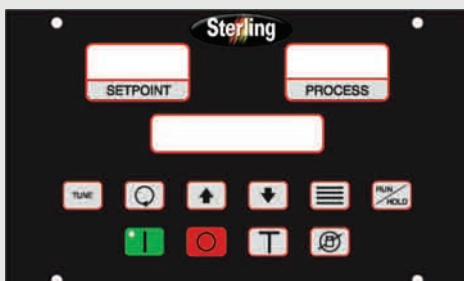 Sterling
SETPOINT
PROCESS
TUNE
RUN/HOLD